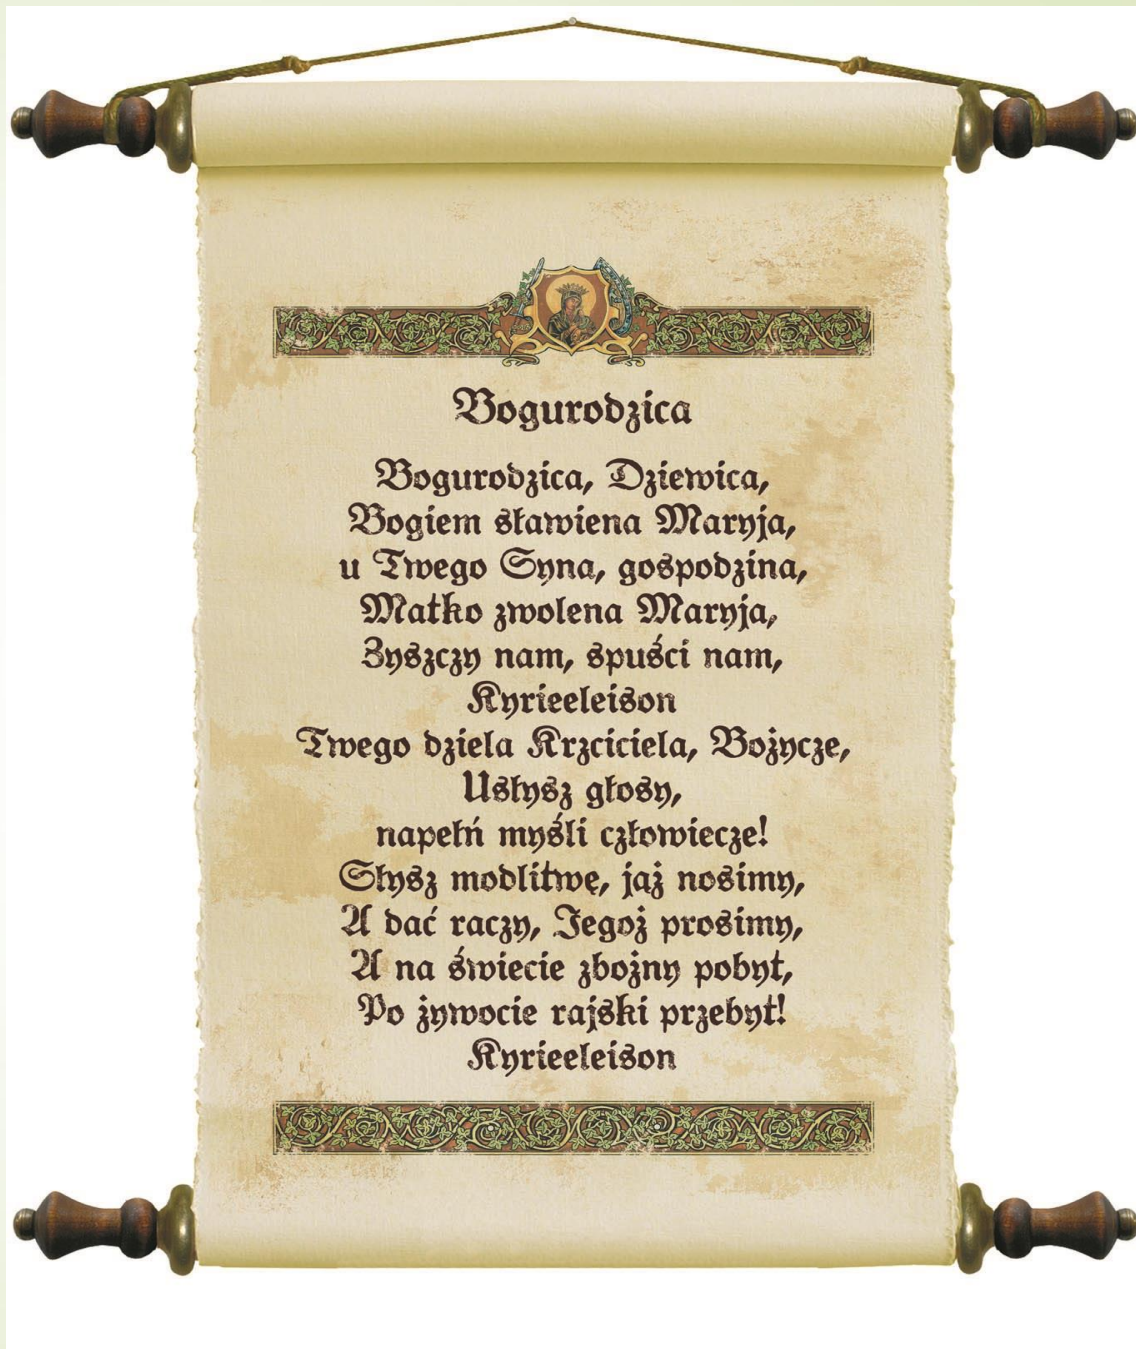 Bogurodzica
Bogurodzica, Dziewica,
Bogiem sławiena Maryja,
u Twego Syna, gospodzina,
Matko zwolena Maryja,
Zyszczy nam, spuści nam,
Kyrieeleison
Twego dziela Krzciciela, Bożycze,
Usłysz głosy,
napełń myśli człowiecze!
Słysz modlitwę, jąż nosimy,
A dać raczy, Jegoż prosimy,
A na świecie zbożny pobyt,
Po żywocie rajski przebyt!
Kyrieeleison